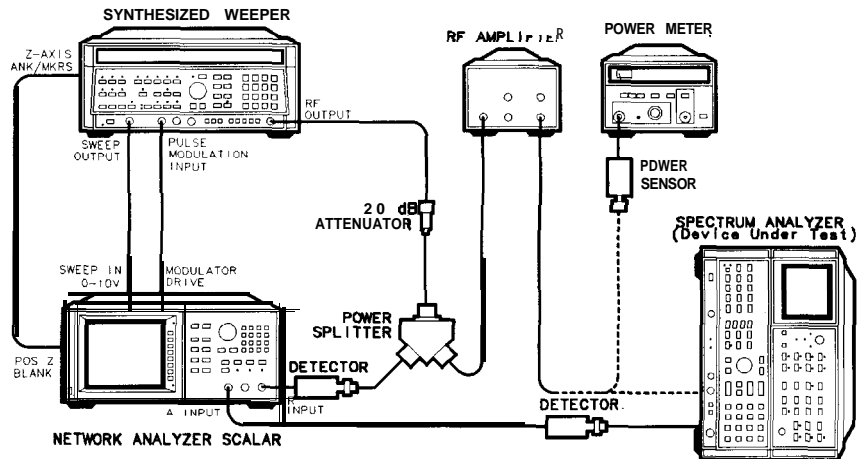 SYNTHESIZED WEEPER
Z-AXIS
ANK/MKRS
RF
OUTPUT
SWEEP
OUTPUT
PULSE
MODULATION
INPUT
RF AMPLIFIER
POWER METER
PDWER
SENSOR
20 dB
ATTENUATOR
SPECTRUM ANALYZER
(Device Under Test)
SWEEP IN
0-10V
MODULATOR
DRIVE
POWER
SPLITTER
POS Z
BLANK
DETECTOR
A INPUT
R
INPUT
DETECTOR.
NETWORK ANALYZER SCALAR